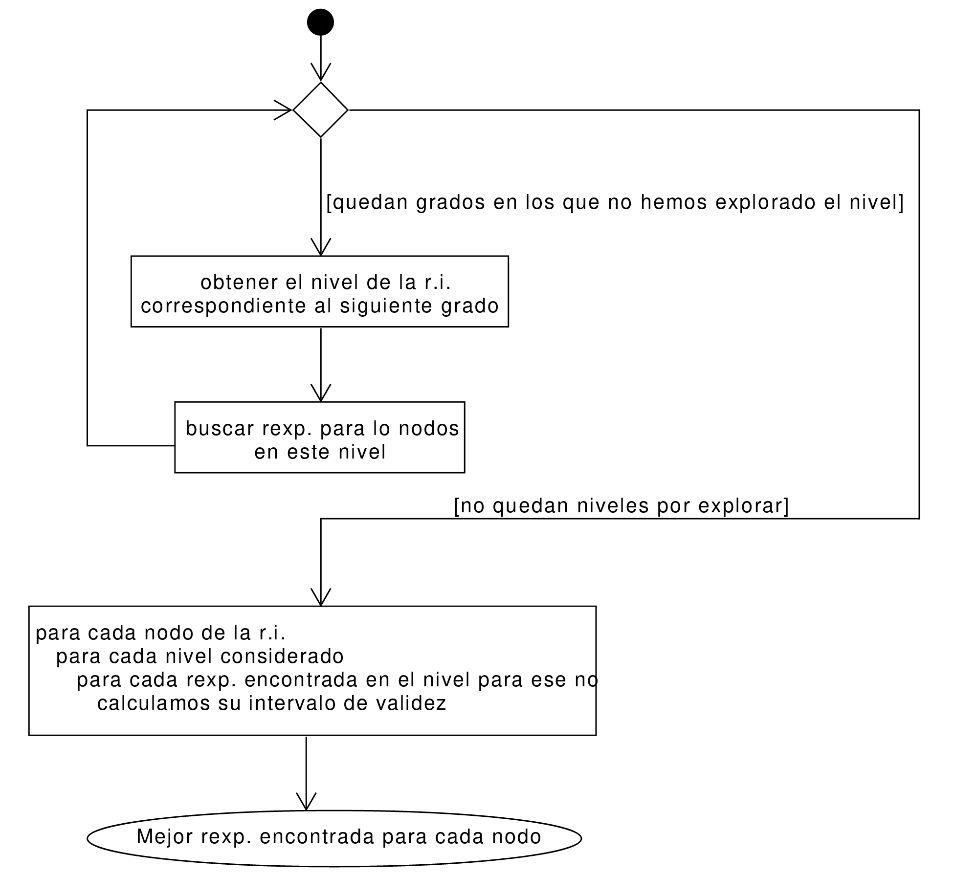 [quedan grados en los que no hemos explorado el nivel]
obtener el nivel de la r.i.
correspondiente al siguiente grado
buscar rexp. para lo nodos
en este nivel
[no quedan niveles por explorar]
para cada nodo de la r.i.
para cada nivel considerado
para cada rexp. encontrada en el nivel para ese no
calculamos su intervalo de validez
Mejor rexp. encontrada para cada nodo